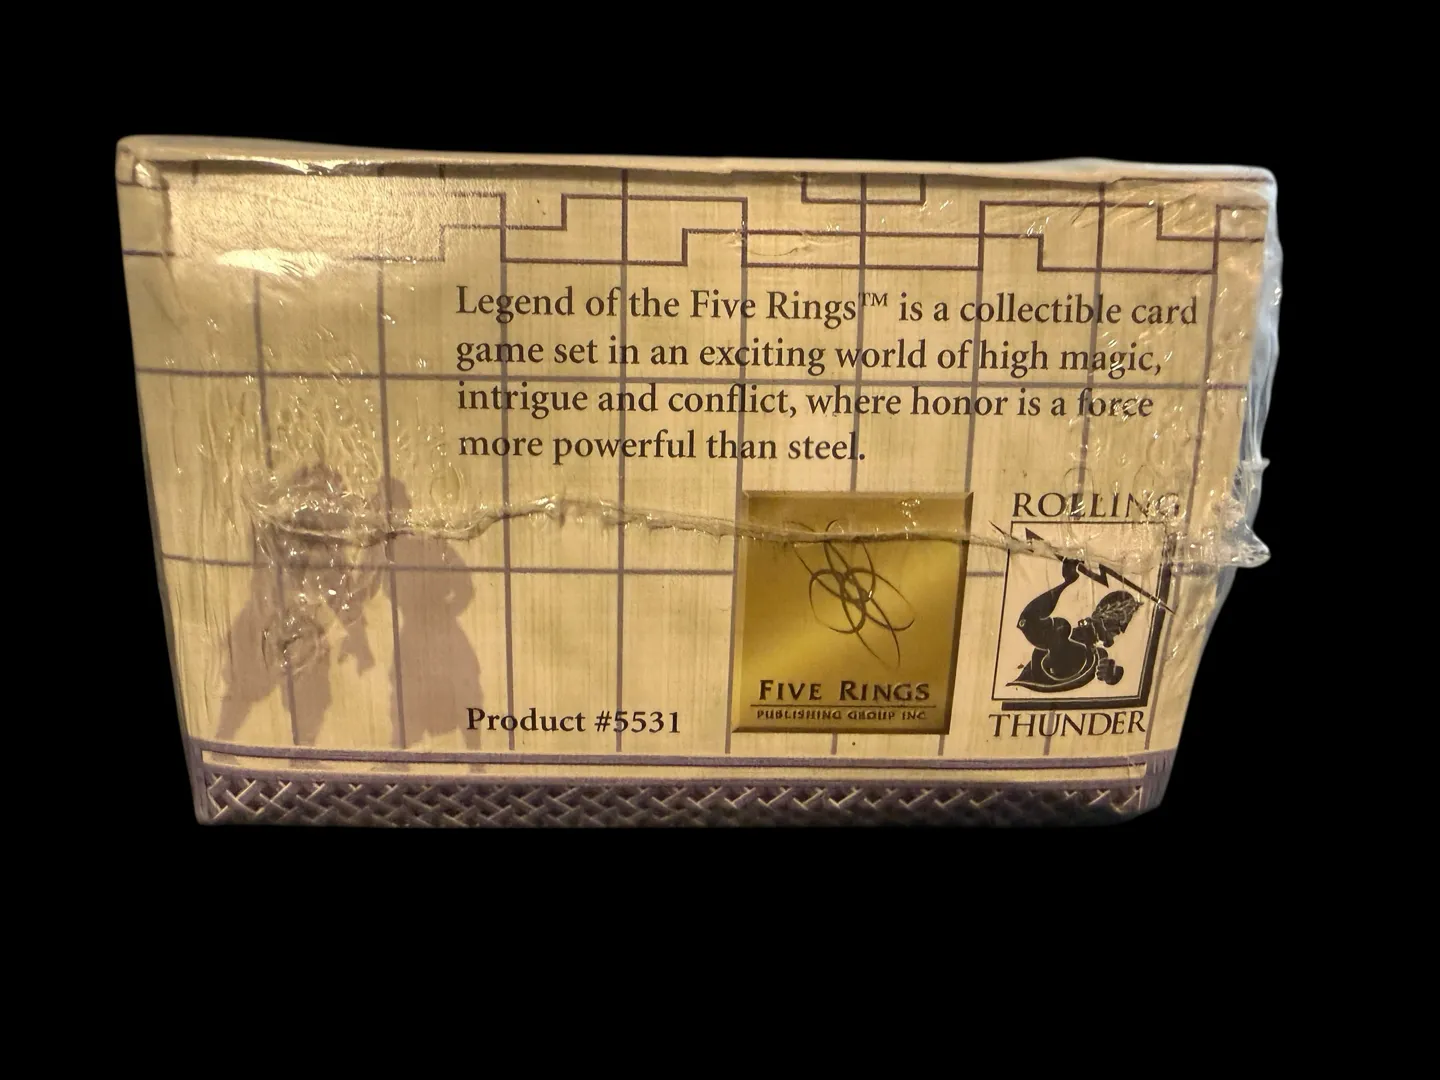 Legend of the Five Rings™ is a collectible card
game set in an exciting world of high magic,
intrigue and conflict, where honor is a force
more powerful than steel.
Product #5531
FIVE RINGS
PUBLISHING GROUP INC.
ROLLING
THUNDER